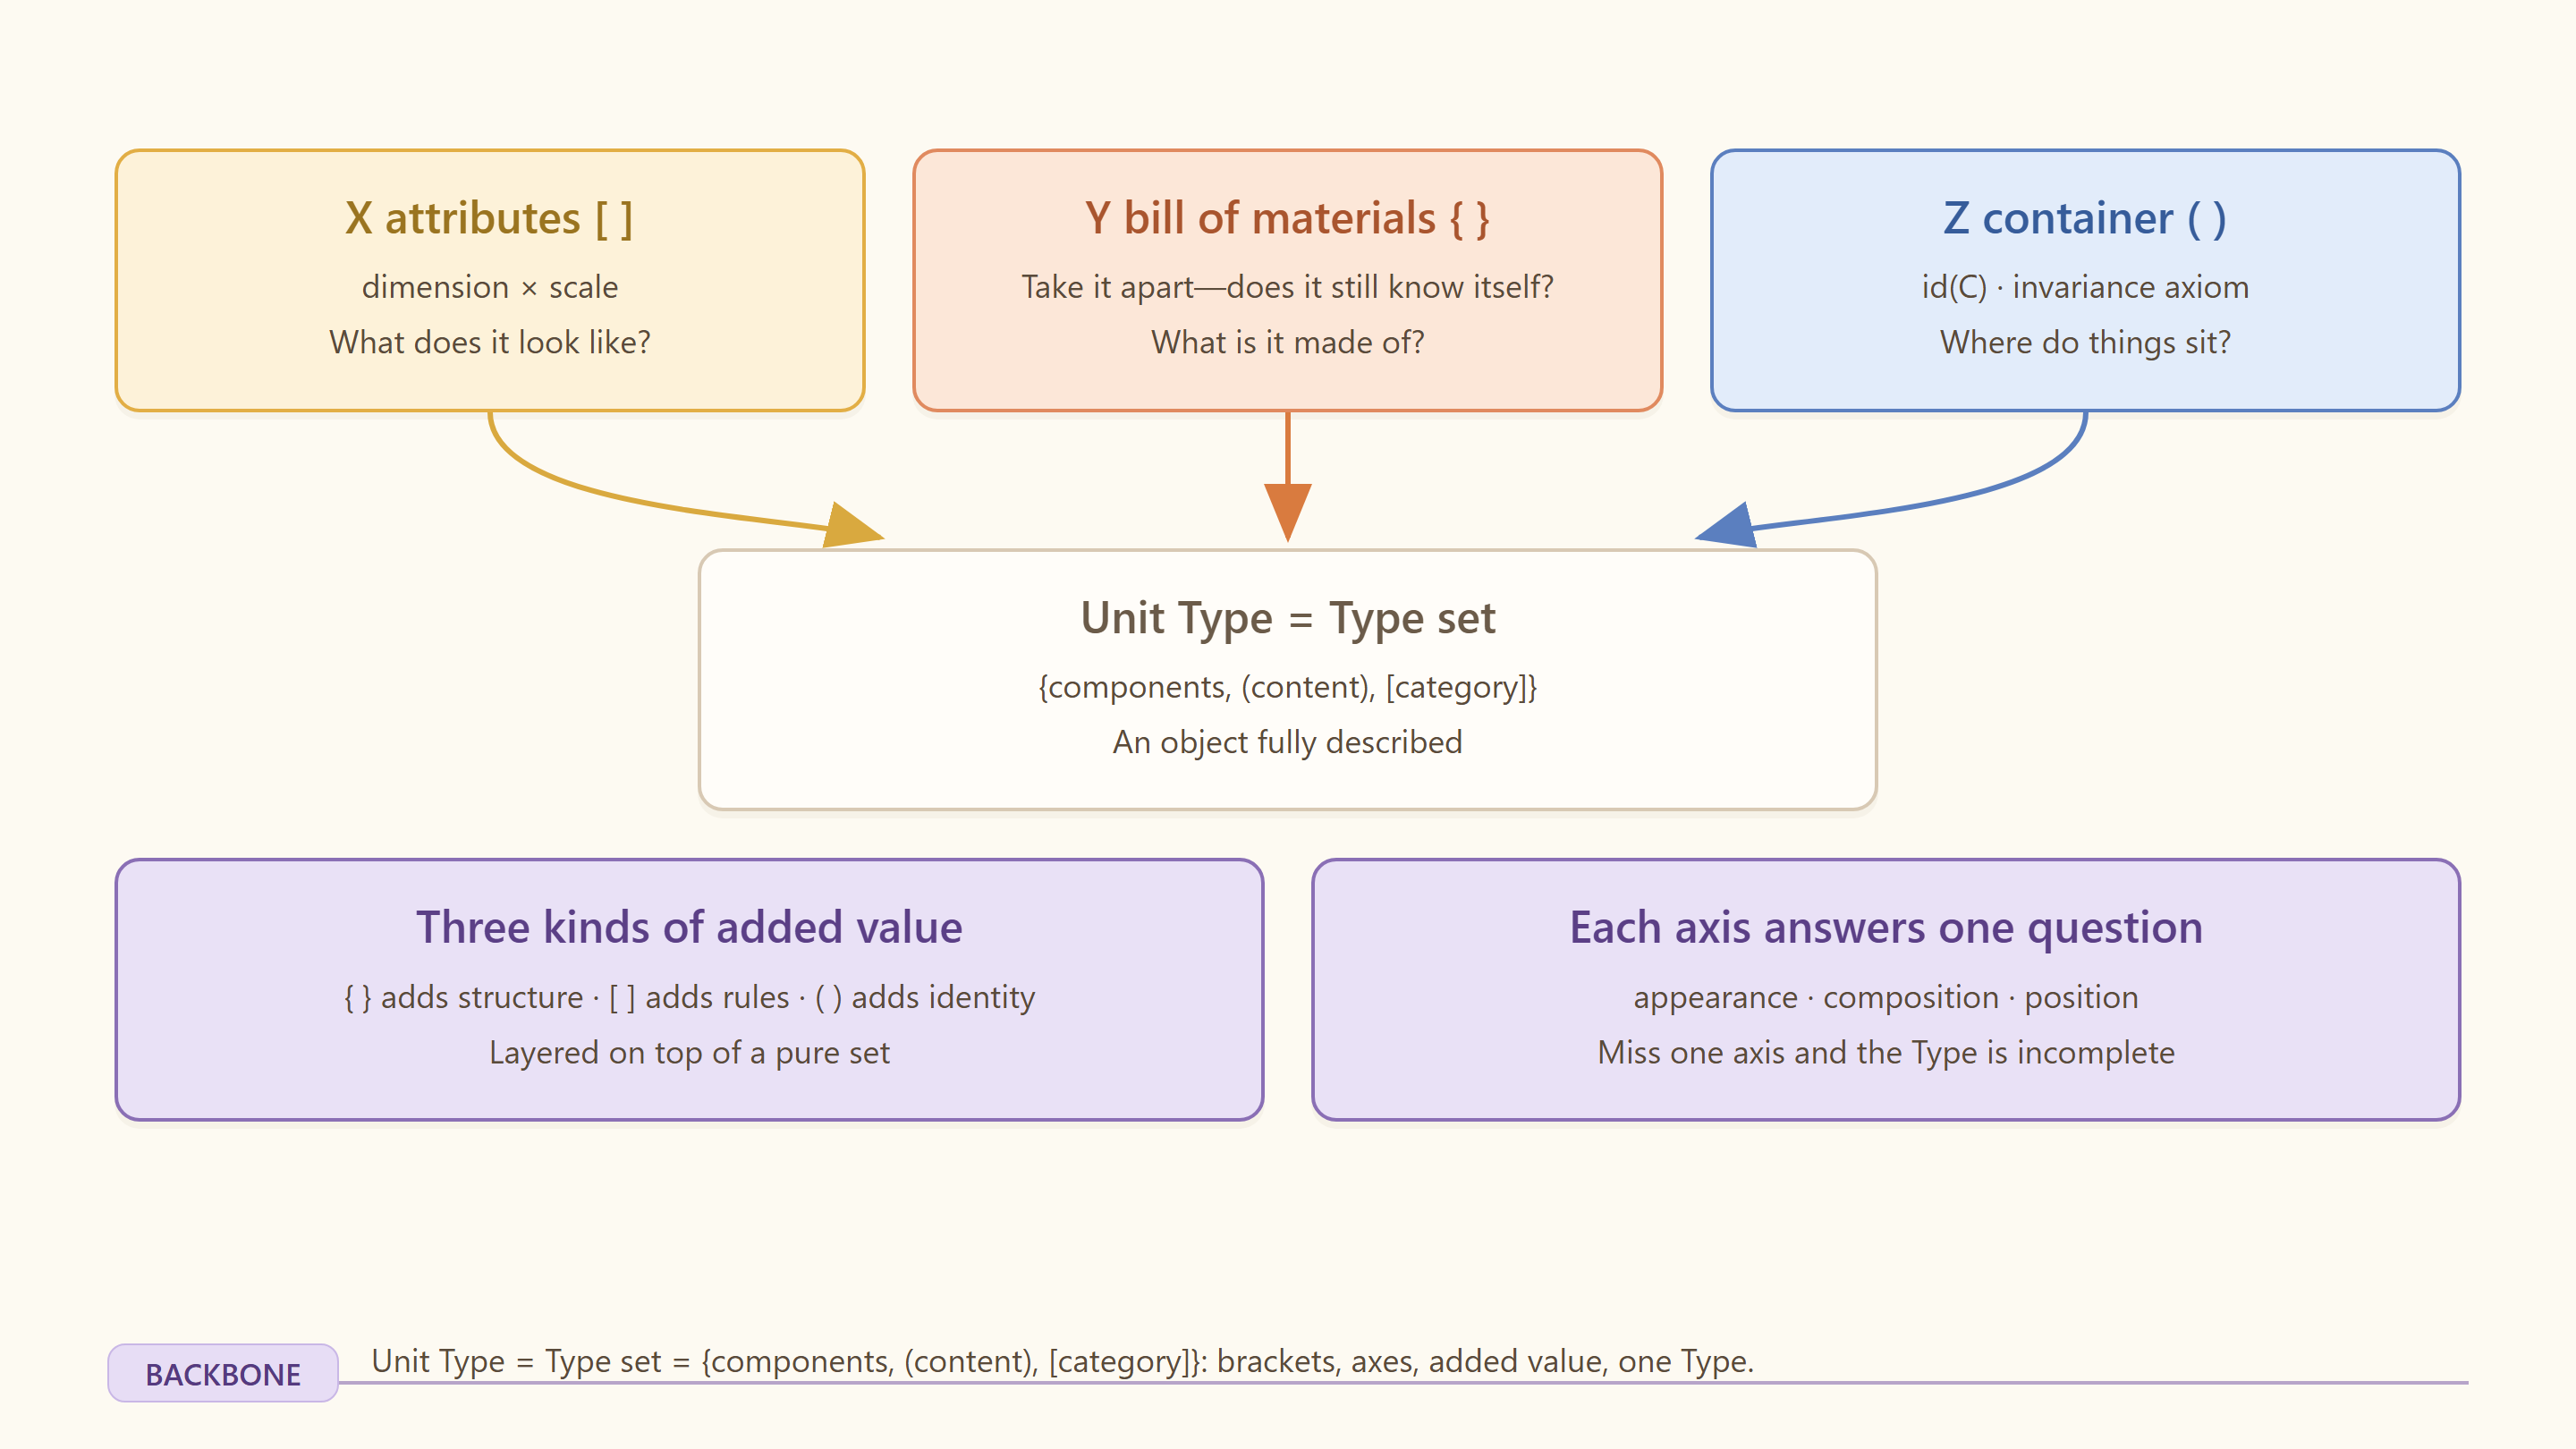 X attributes [ ]
dimension × scale
What does it look like?
Y bill of materials { }
Take it apart—does it still know itself?
What is it made of?
Z container ( )
id(C) · invariance axiom
Where do things sit?
Unit Type = Type set
{components, (content), [category]}
An object fully described
Three kinds of added value
{ } adds structure · [ ] adds rules · ( ) adds identity
Layered on top of a pure set
Each axis answers one question
appearance · composition · position
Miss one axis and the Type is incomplete
BACKBONE
Unit Type = Type set = {components, (content), [category]}: brackets, axes, added value, one Type.